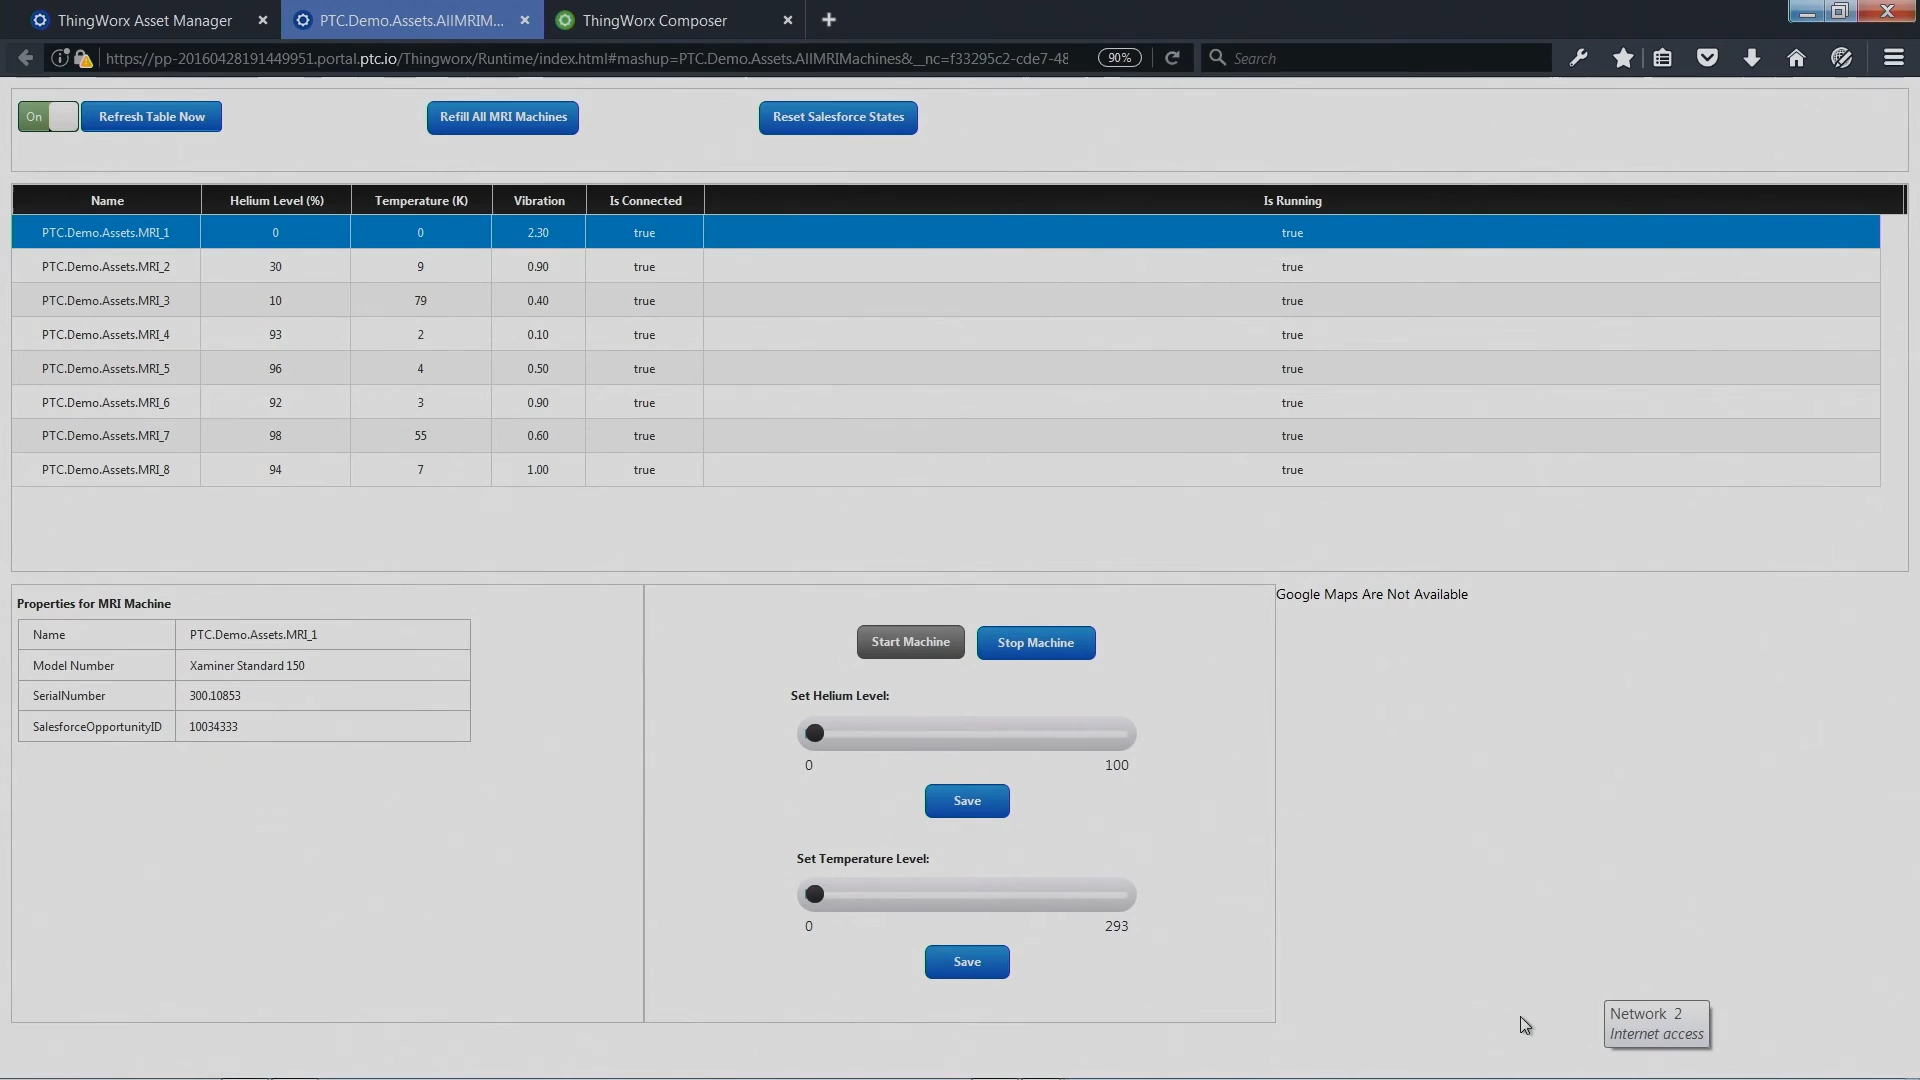 ThingWorx Asset Manager
PTC.Demo.Assets.AllMRIM...
ThingWorx Composer
https://pp-20160428191449951.portal.ptc.io/Thingworx/Runtime/index.html#mashup=PTC.Demo.Assets.AllMRIMachines&__nc=f33295c2-cde7-48
90%
Search
On
Refresh Table Now
Refill All MRI Machines
Reset Salesforce States
Name Helium Level (%) Temperature (K) Vibration Is Connected Is Running
PTC.Demo.Assets.MRI_1 0 0 2.30 true true
PTC.Demo.Assets.MRI_2 30 9 0.90 true true
PTC.Demo.Assets.MRI_3 10 79 0.40 true true
PTC.Demo.Assets.MRI_4 93 2 0.10 true true
PTC.Demo.Assets.MRI_5 96 4 0.50 true true
PTC.Demo.Assets.MRI_6 92 3 0.90 true true
PTC.Demo.Assets.MRI_7 98 55 0.60 true true
PTC.Demo.Assets.MRI_8 94 7 1.00 true true
Properties for MRI Machine
Name PTC.Demo.Assets.MRI_1
Model Number Xaminer Standard 150
SerialNumber 300.10853
SalesforceOpportunityID 10034333
Start Machine
Stop Machine
Set Helium Level:
0 100
Save
Set Temperature Level:
0 293
Save
Google Maps Are Not Available
Network 2
Internet access